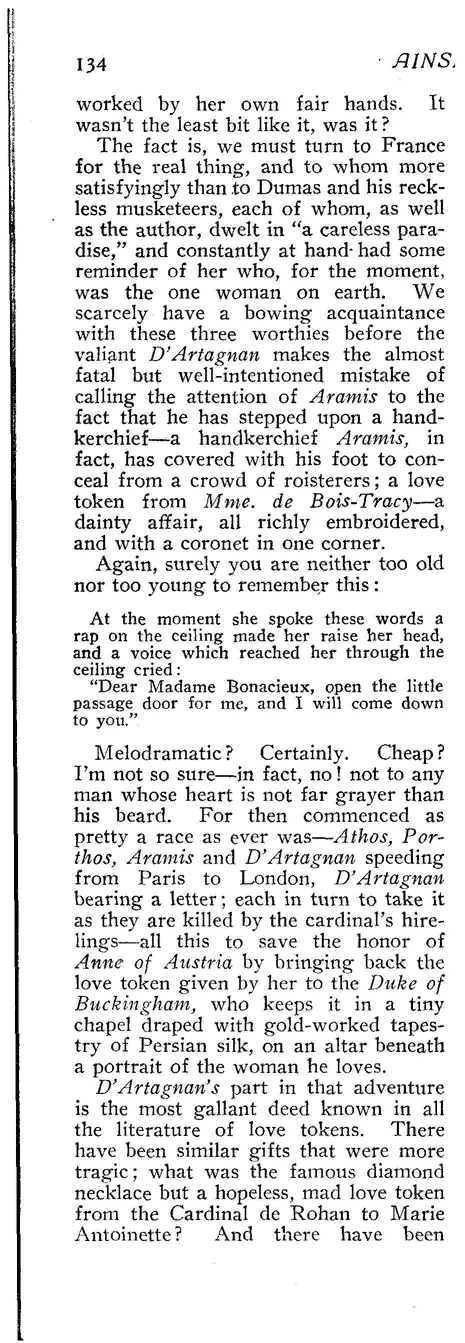 134 AINS
worked by her own fair hands. It
wasn't the least bit like it, was it?
The fact is, we must turn to France
for the real thing, and to whom more
satisfyingly than to Dumas and his reck-
less musketeers, each of whom, as well
as the author, dwelt in "a careless para-
dise," and constantly at hand had some
reminder of her who, for the moment,
was the one woman on earth. We
scarcely have a bowing acquaintance
with these three worthies before the
valiant D'Artagnan makes the almost
fatal but well-intentioned mistake of
calling the attention of Aramis to the
fact that he has stepped upon a hand-
kerchief—a handkerchief Aramis, in
fact, has covered with his foot to con-
ceal from a crowd of roisterers; a love
token from Mme. de Bois-Tracy—a
dainty affair, all richly embroidered,
and with a coronet in one corner.
Again, surely you are neither too old
nor too young to remember this:
At the moment she spoke these words a
rap on the ceiling made her raise her head,
and a voice which reached her through the
ceiling cried:
"Dear Madame Bonacieux, open the little
passage door for me, and I will come down
to you."
Melodramatic? Certainly. Cheap?
I'm not so sure—in fact, no! not to any
man whose heart is not far grayer than
his beard. For then commenced as
pretty a race as ever was—Athos, Por-
thos, Aramis and D'Artagnan speeding
from Paris to London, D'Artagnan
bearing a letter; each in turn to take it
as they are killed by the cardinal's hire-
lings—all this to save the honor of
Anne of Austria by bringing back the
love token given by her to the Duke of
Buckingham, who keeps it in a tiny
chapel draped with gold-worked tapes-
try of Persian silk, on an altar beneath
a portrait of the woman he loves.
D'Artagnan's part in that adventure
is the most gallant deed known in all
the literature of love tokens. There
have been similar gifts that were more
tragic; what was the famous diamond
necklace but a hopeless, mad love token
from the Cardinal de Rohan to Marie
Antoinette? And there have been